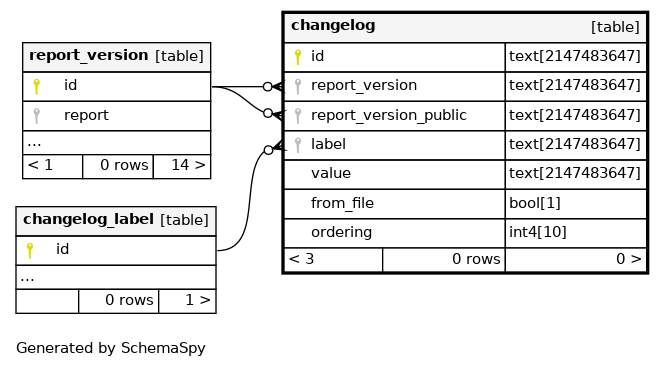 report_version [table]
id
report
...
< 1 0 rows 14 >
changelog_label [table]
id
...
0 rows 1 >
changelog [table]
id text[2147483647]
report_version text[2147483647]
report_version_public text[2147483647]
label text[2147483647]
value text[2147483647]
from_file bool[1]
ordering int4[10]
< 3 0 rows 0 >
Generated by SchemaSpy